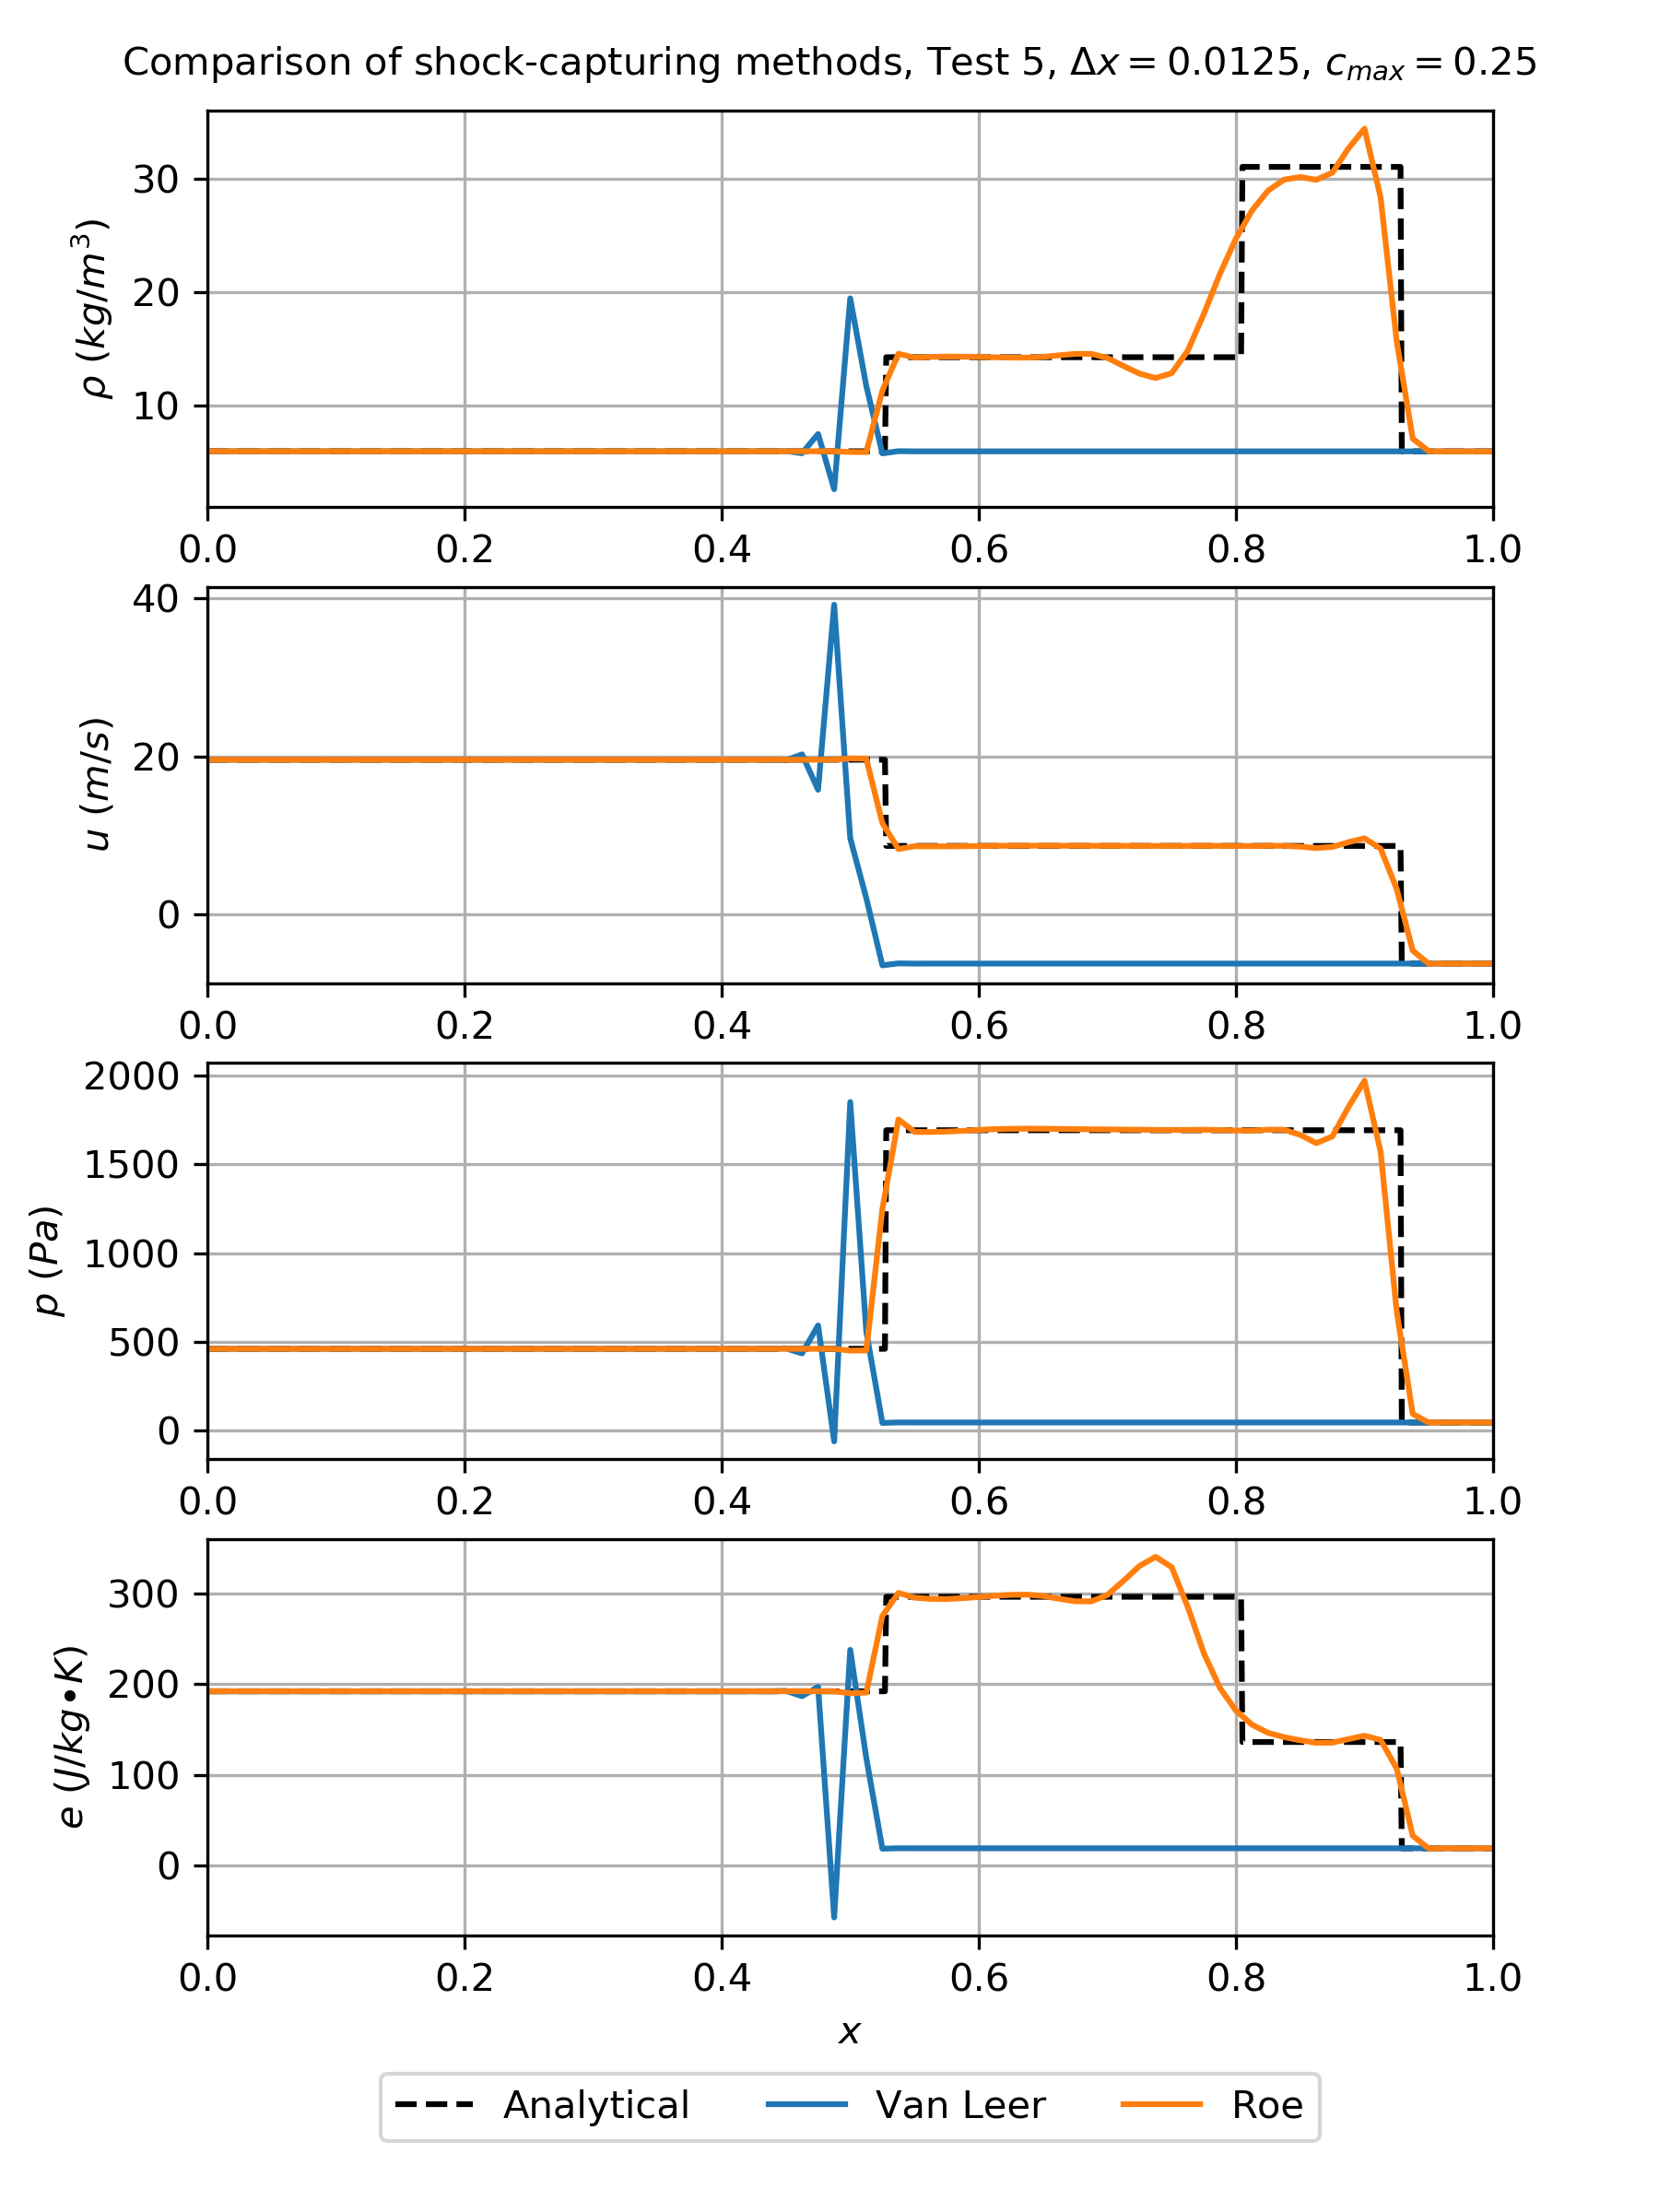 Comparison of shock-capturing methods, Test 5, Δx = 0.0125, c_max = 0.25
ρ (kg/m³)
30
20
10
0.0 0.2 0.4 0.6 0.8 1.0
u (m/s)
40
20
0
0.0 0.2 0.4 0.6 0.8 1.0
p (Pa)
2000
1500
1000
500
0
0.0 0.2 0.4 0.6 0.8 1.0
e (J/kg•K)
300
200
100
0
0.0 0.2 0.4 0.6 0.8 1.0
x
Analytical Van Leer Roe